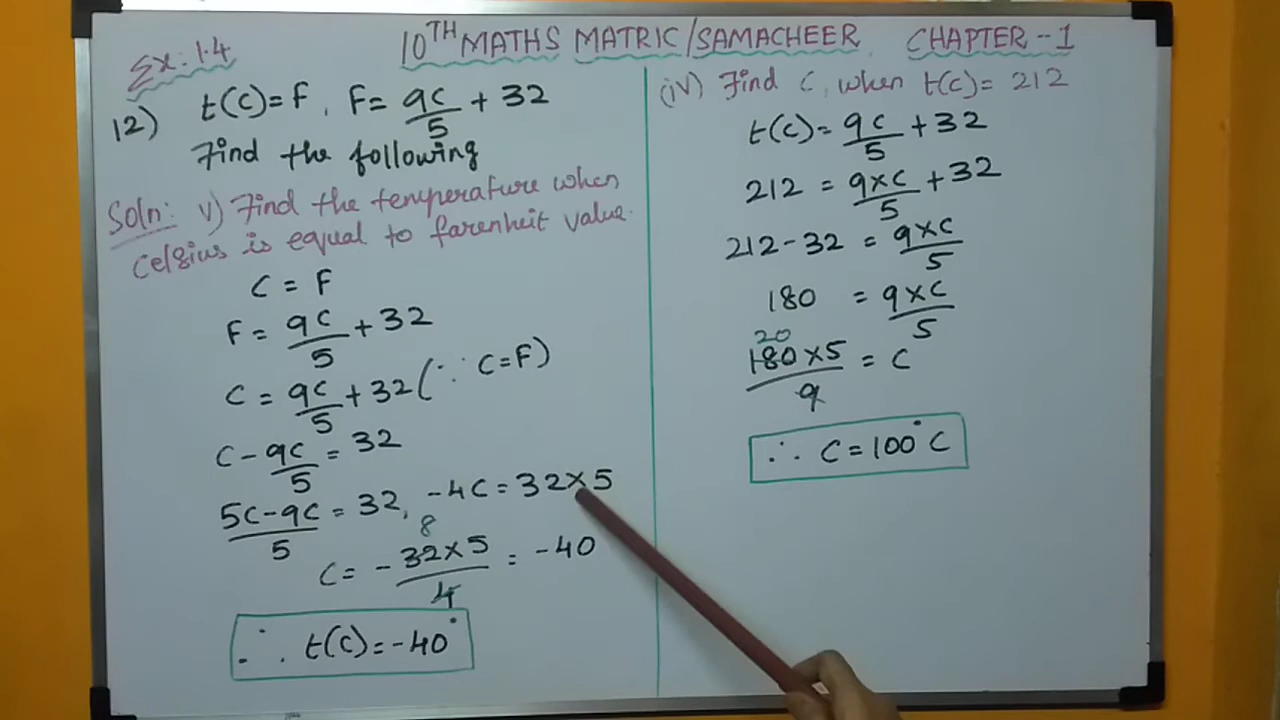 10TH MATHS MATRIC/SAMACHEER CHAPTER-1
Ex:1.4
12) t(C)=F, F= 9C/5 + 32
Find the following
Soln: v) Find the temperature when
Celsius is equal to farenheit value.
C = F
F = 9C/5 + 32
C = 9C/5 + 32 (∵ C=F)
C - 9C/5 = 32
5C-9C/5 = 32, -4C = 32×5
8
C = - 32×5/4 = -40
∴ t(C) = -40°
(iv) Find C, when t(C) = 212
t(C) = 9C/5 + 32
212 = 9×C/5 + 32
212-32 = 9×C/5
180 = 9×C/5
20
180×5/9 = C
∴ C = 100°C